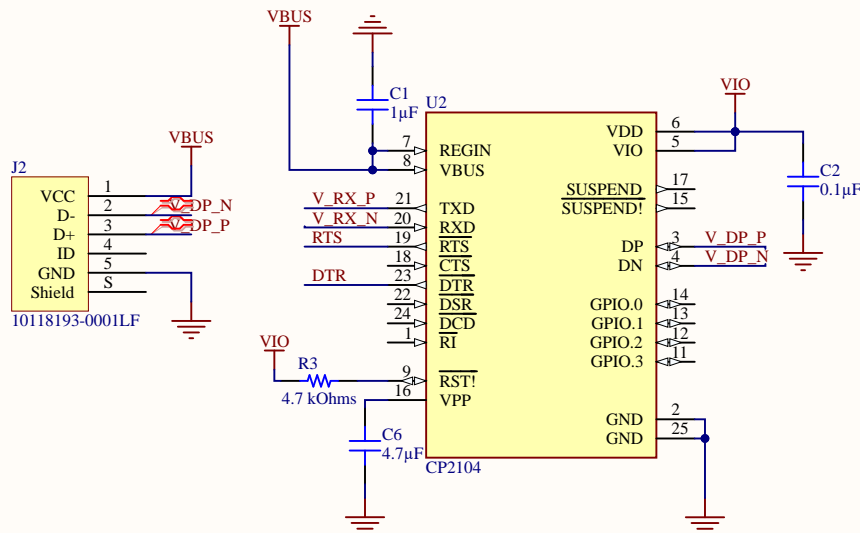 VBUS
C1
1µF
U2
VIO
VDD
6
VIO
5
7
REGIN
8
VBUS
C2
0.1µF
VBUS
J2
VCC
1
D-
2
V_DP_N
D+
3
V_DP_P
ID
4
GND
5
Shield
S
10118193-0001LF
SUSPEND
17
SUSPEND!
15
V_RX_P
21
TXD
V_RX_N
20
RXD
RTS
19
RTS
18
CTS
DTR
23
DTR
22
DSR
24
DCD
1
RI
DP
3
V_DP_P
DN
4
V_DP_N
GPIO.0
14
GPIO.1
13
GPIO.2
12
GPIO.3
11
VIO
R3
4.7 kOhms
9
RST!
16
VPP
C6
4.7µF
GND
2
GND
25
CP2104